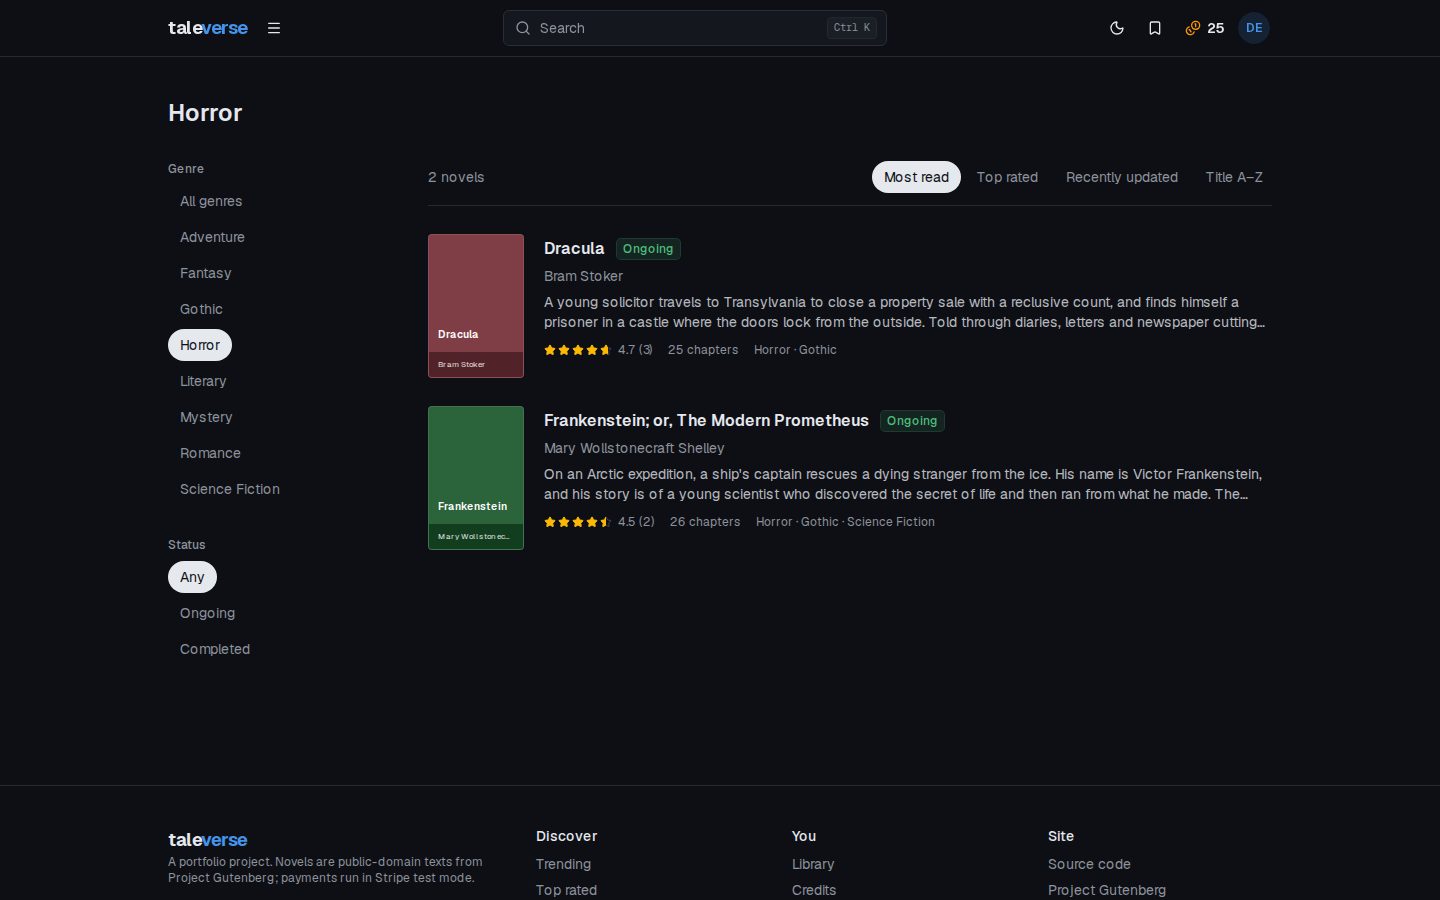 taleverse
Search
Ctrl K
25
DE
Horror
Genre
All genres
Adventure
Fantasy
Gothic
Horror
Literary
Mystery
Romance
Science Fiction
Status
Any
Ongoing
Completed
2 novels
Most read
Top rated
Recently updated
Title A–Z
Dracula
Bram Stoker
Dracula
Ongoing
Bram Stoker
A young solicitor travels to Transylvania to close a property sale with a reclusive count, and finds himself a
prisoner in a castle where the doors lock from the outside. Told through diaries, letters and newspaper cutting…
4.7 (3)
25 chapters
Horror · Gothic
Frankenstein
Mary Wollstonec…
Frankenstein; or, The Modern Prometheus
Ongoing
Mary Wollstonecraft Shelley
On an Arctic expedition, a ship's captain rescues a dying stranger from the ice. His name is Victor Frankenstein,
and his story is of a young scientist who discovered the secret of life and then ran from what he made. The…
4.5 (2)
26 chapters
Horror · Gothic · Science Fiction
taleverse
A portfolio project. Novels are public-domain texts from
Project Gutenberg; payments run in Stripe test mode.
Discover
Trending
Top rated
You
Library
Credits
Site
Source code
Project Gutenberg